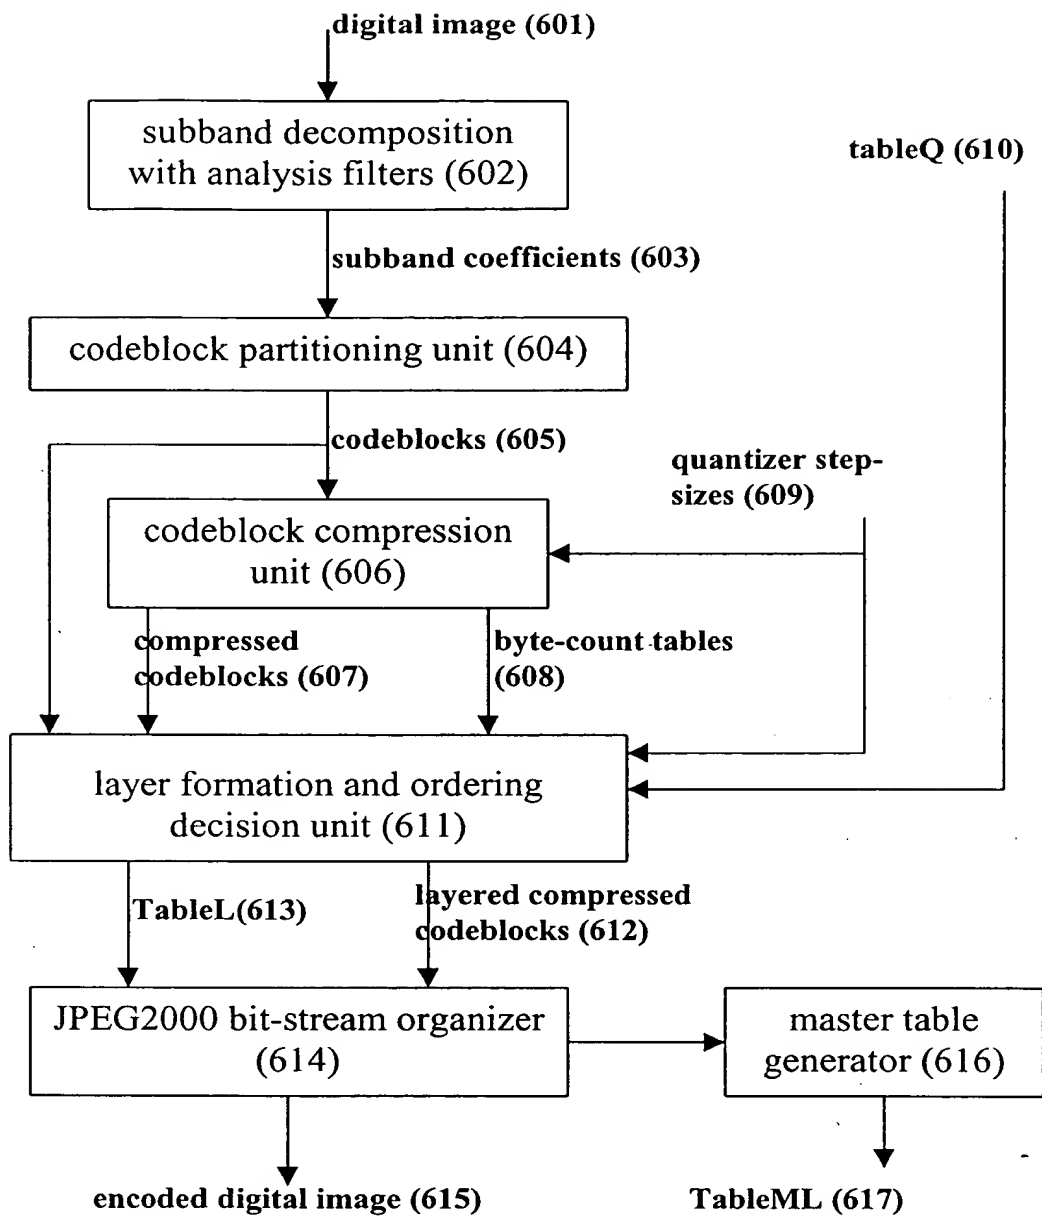 digital image (601)
subband decomposition
with analysis filters (602)
tableQ (610)
subband coefficients (603)
codeblock partitioning unit (604)
codeblocks (605)
quantizer step-
sizes (609)
codeblock compression
unit (606)
compressed
codeblocks (607)
byte-count tables
(608)
layer formation and ordering
decision unit (611)
TableL(613)
layered compressed
codeblocks (612)
JPEG2000 bit-stream organizer
(614)
master table
generator (616)
encoded digital image (615)
TableML (617)